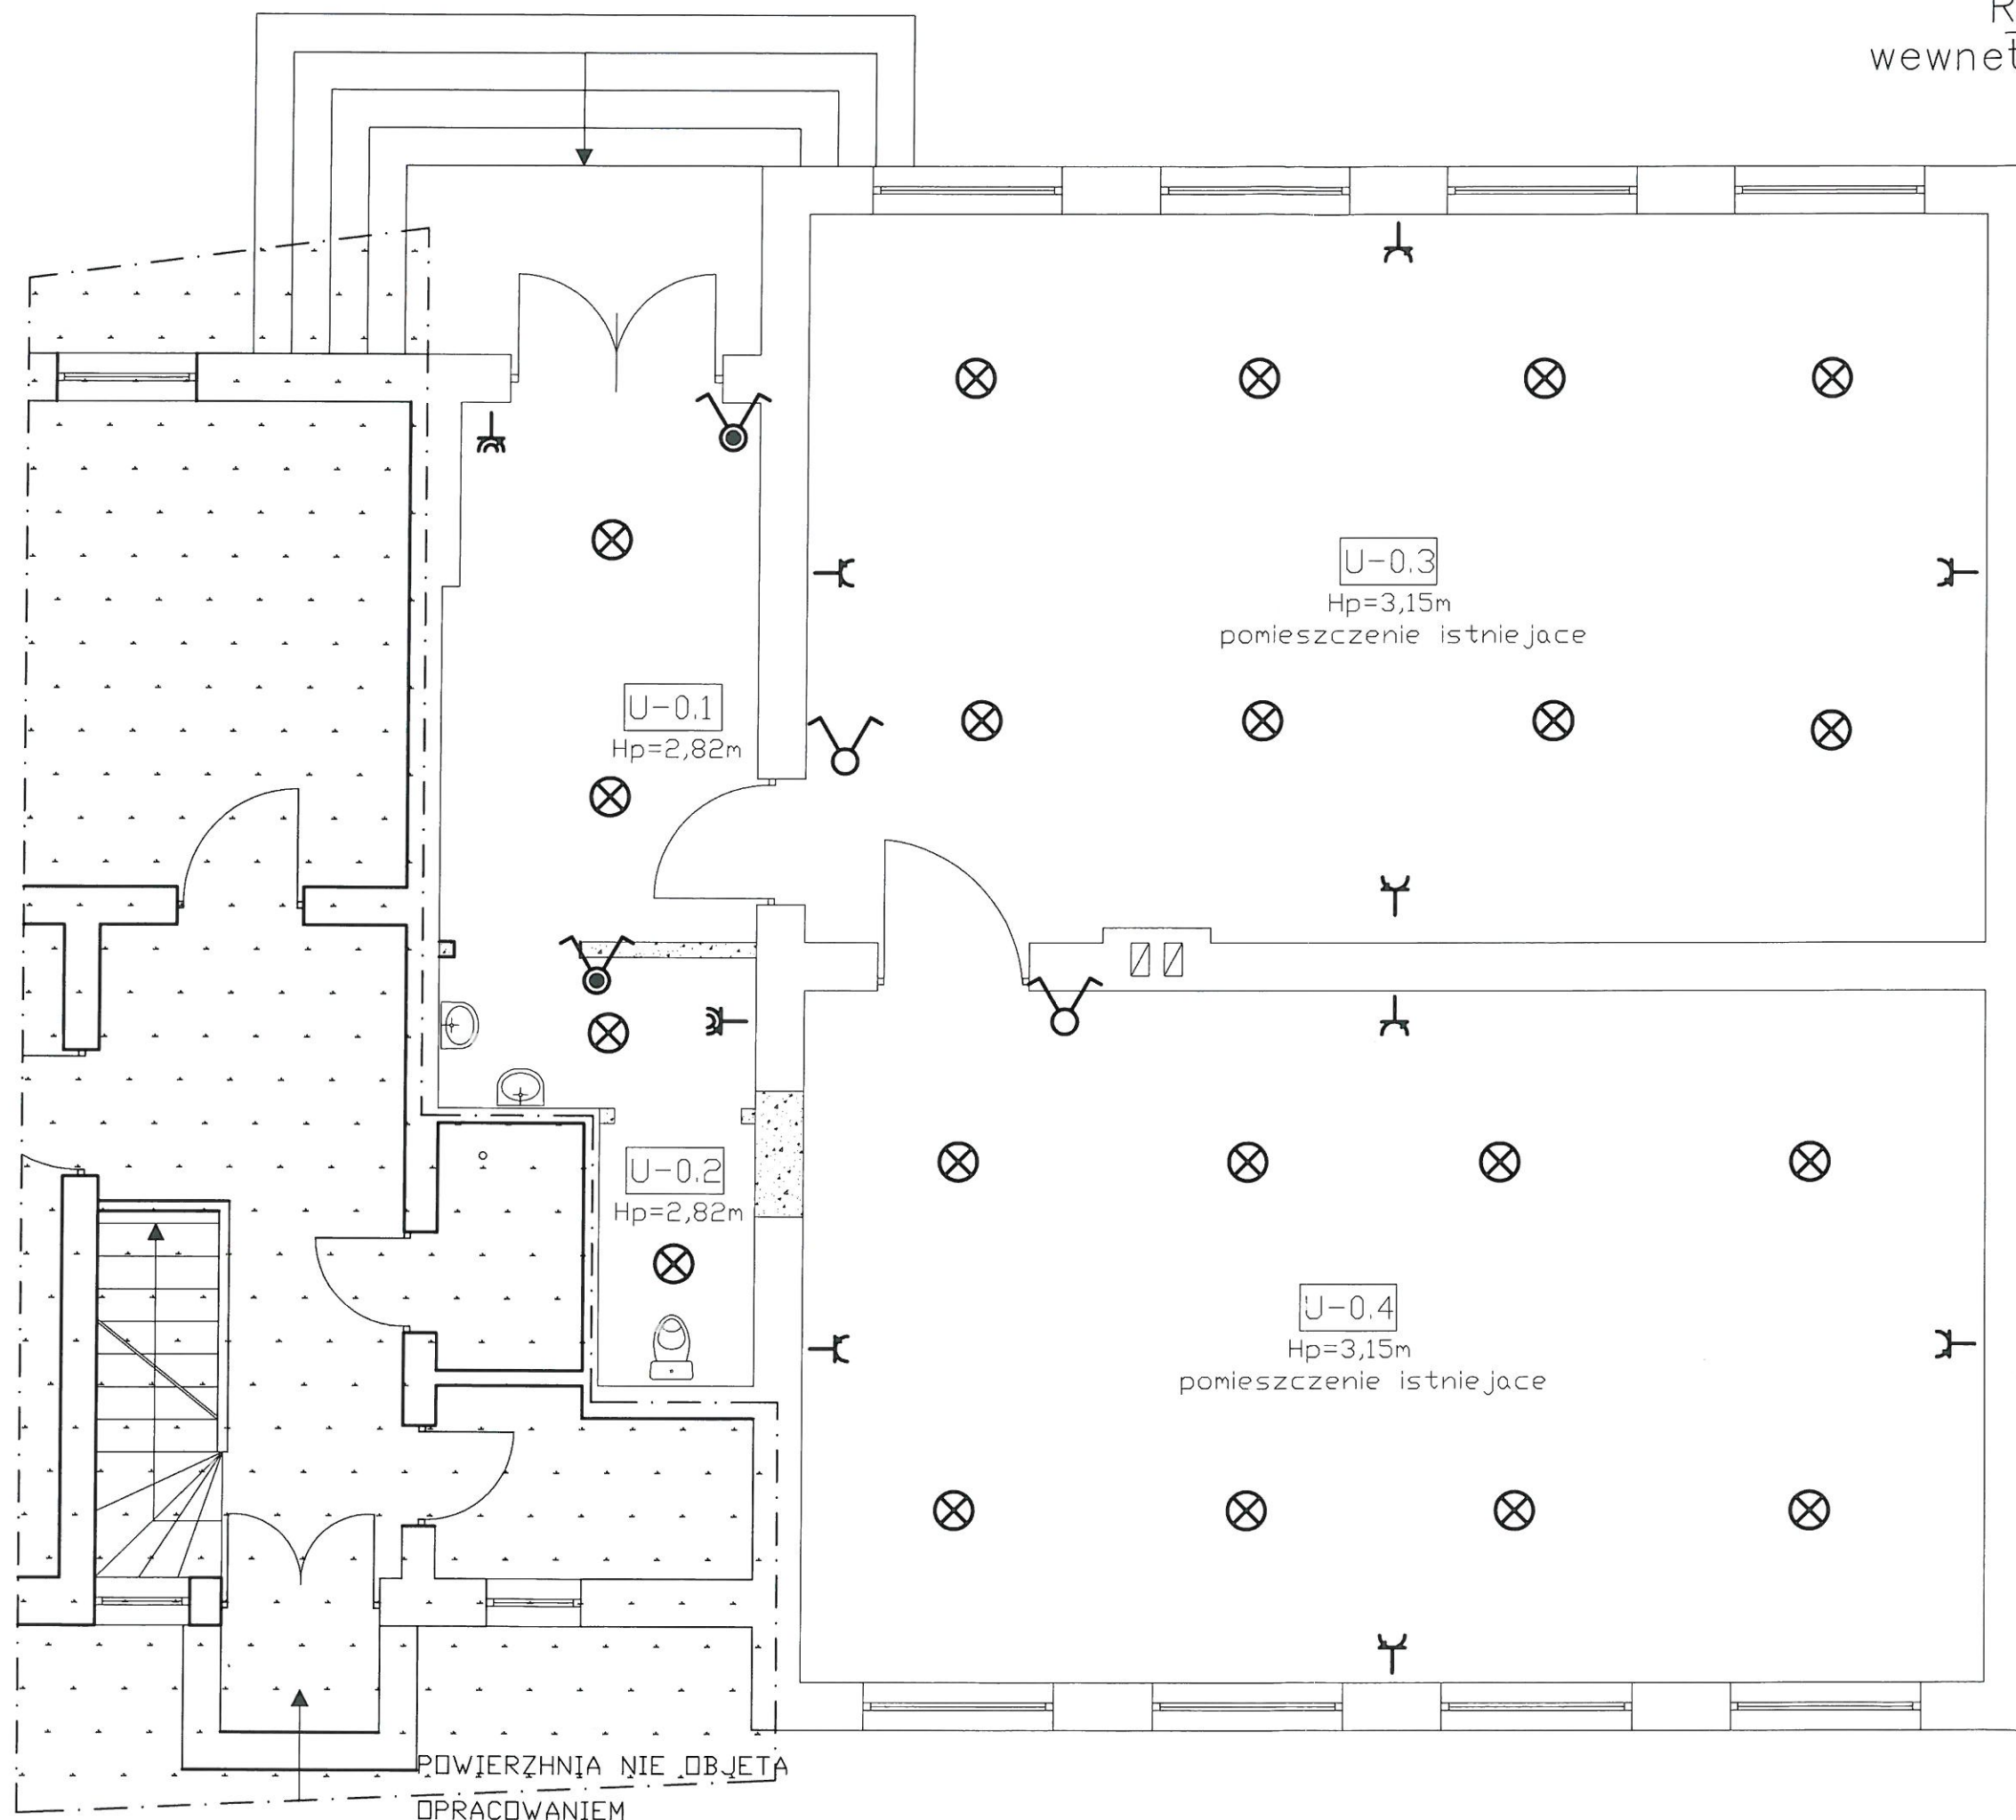 wewnet
U-0.3
Hp=3,15m
pomieszczenie istniejace
U-0.1
Hp=2,82m
U-0.2
Hp=2,82m
U-0.4
Hp=3,15m
pomieszczenie istniejace
POWIERZHNIA NIE OBJETA
OPRACOWANIEM